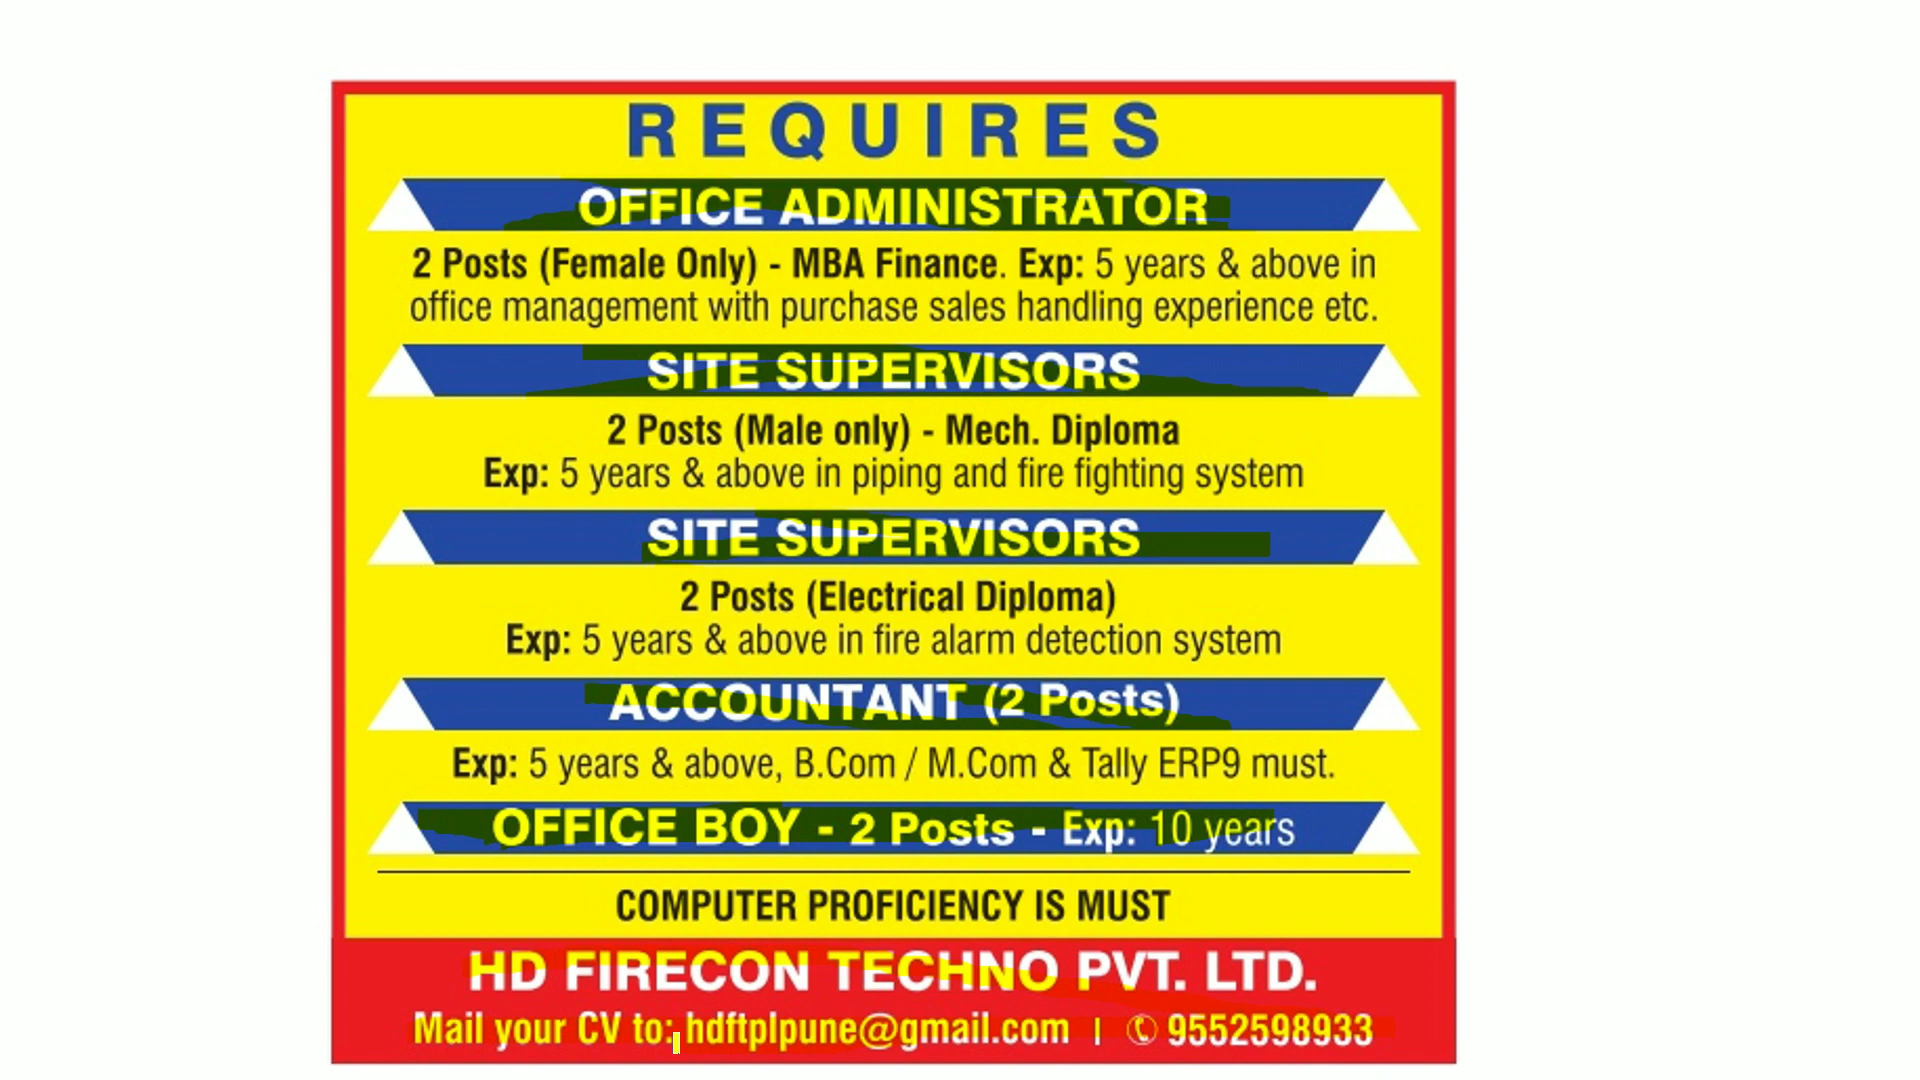 REQUIRES
OFFICE ADMINISTRATOR
2 Posts (Female Only) - MBA Finance. Exp: 5 years & above in
office management with purchase sales handling experience etc.
SITE SUPERVISORS
2 Posts (Male only) - Mech. Diploma
Exp: 5 years & above in piping and fire fighting system
SITE SUPERVISORS
2 Posts (Electrical Diploma)
Exp: 5 years & above in fire alarm detection system
ACCOUNTANT (2 Posts)
Exp: 5 years & above, B.Com / M.Com & Tally ERP9 must.
OFFICE BOY - 2 Posts - Exp: 10 years
COMPUTER PROFICIENCY IS MUST
HD FIRECON TECHNO PVT. LTD.
Mail your CV to: hdftplpune@gmail.com | ✆ 9552598933